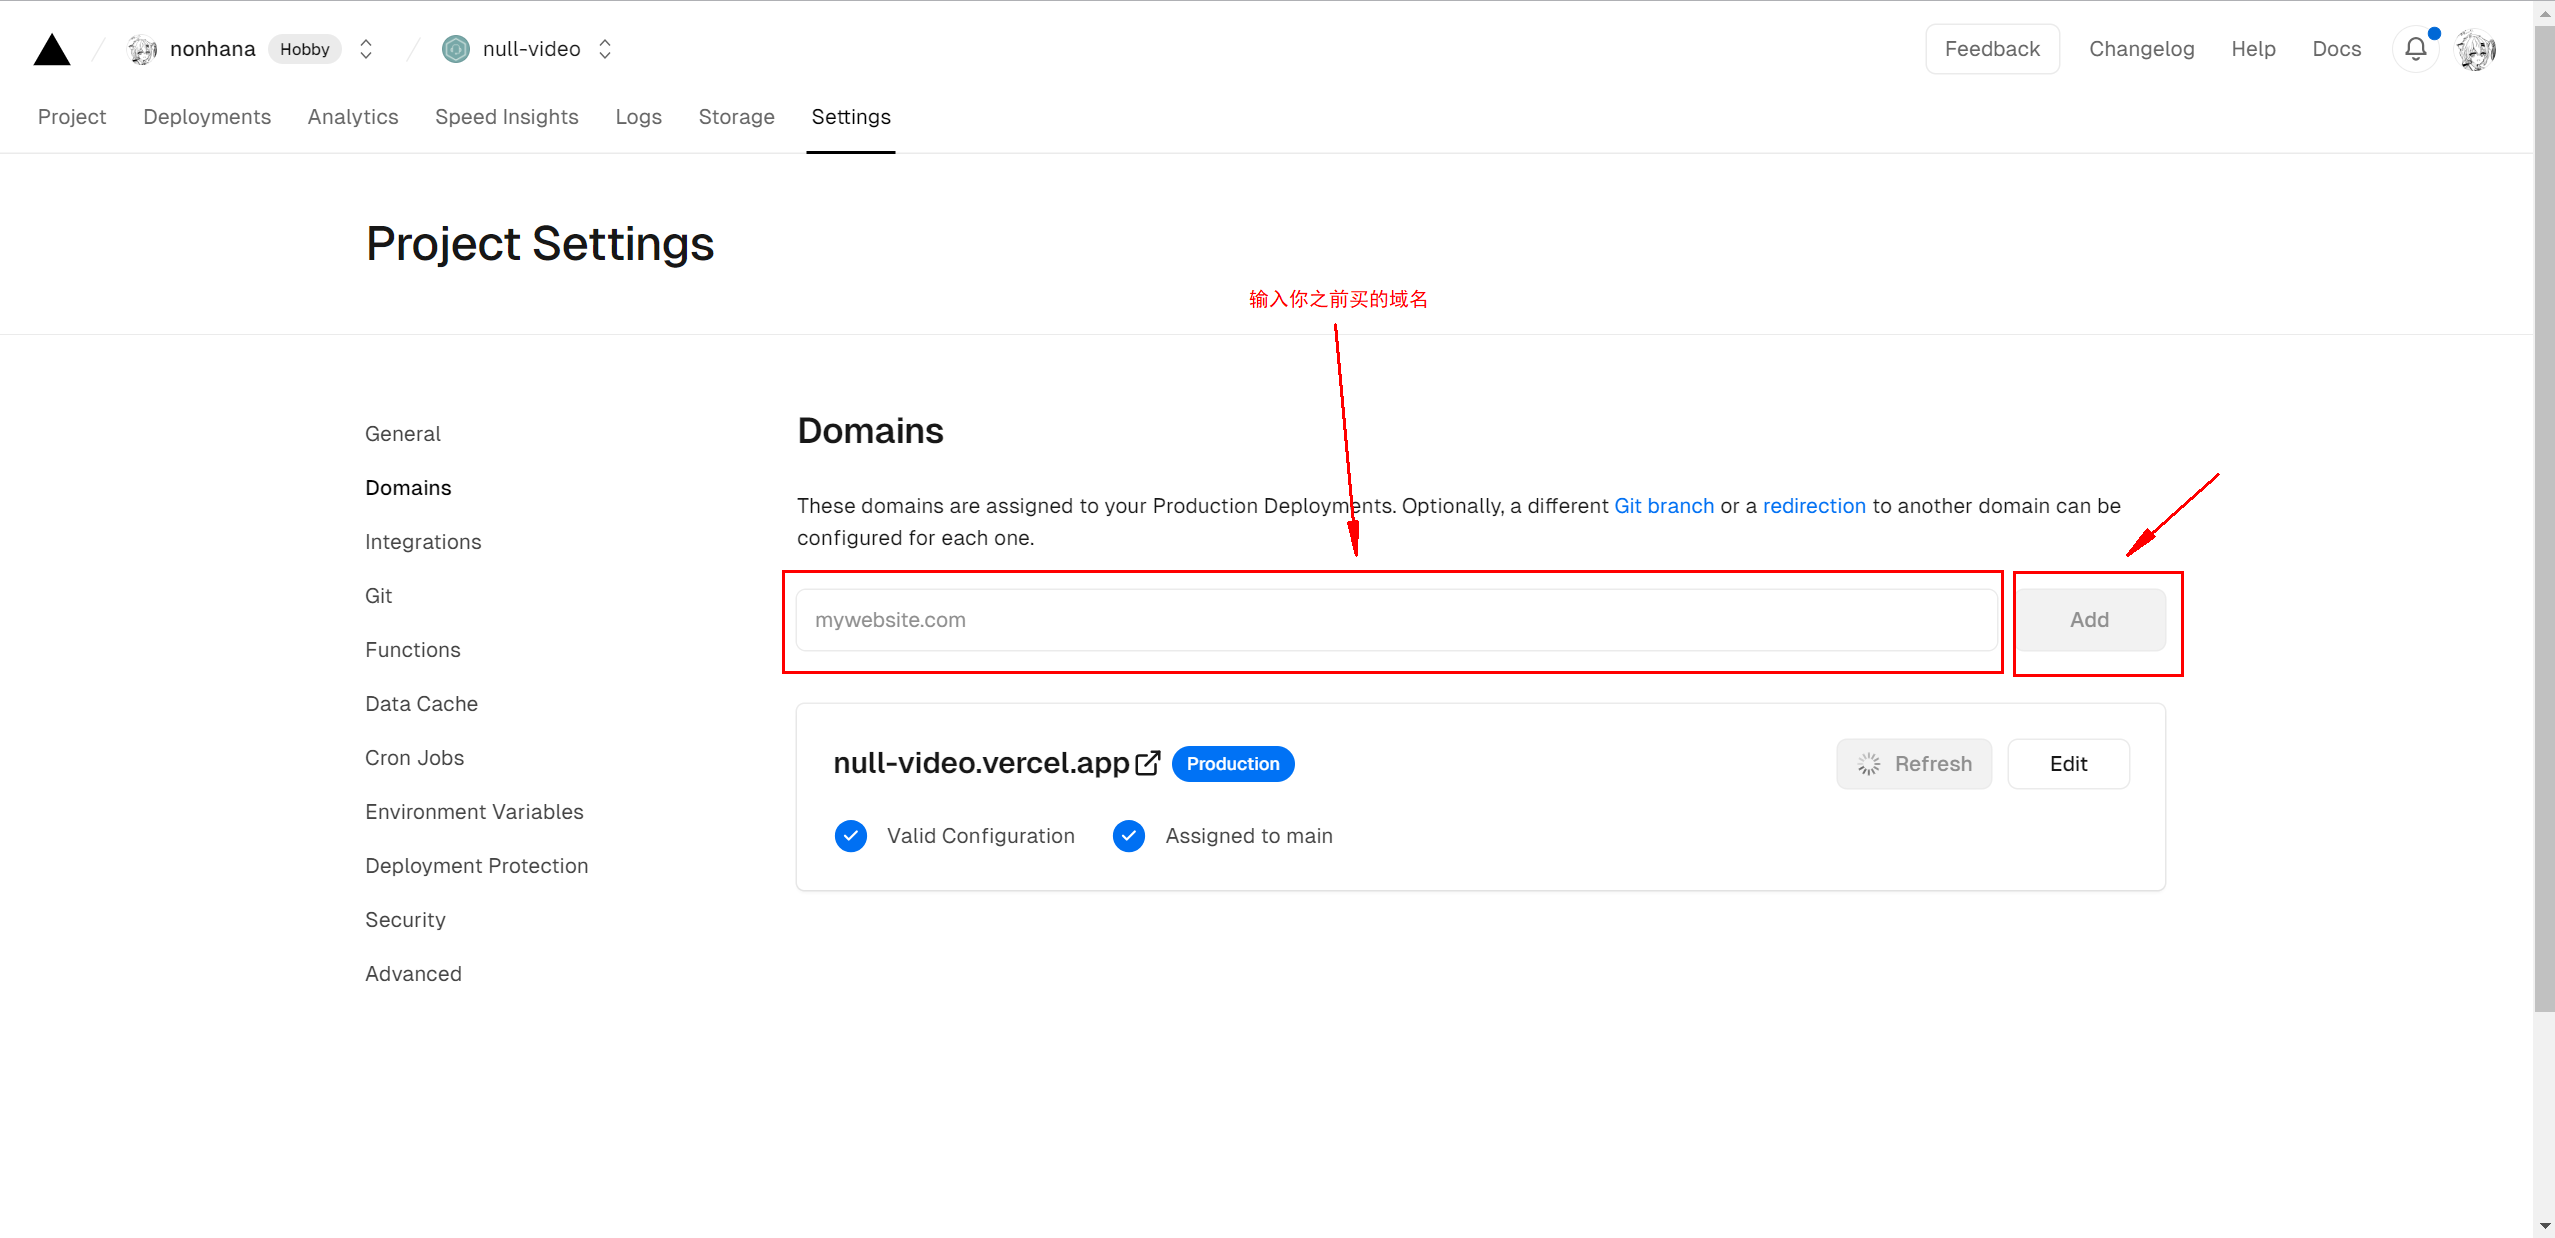 nonhana Hobby null-video Feedback Changelog Help Docs
Project Deployments Analytics Speed Insights Logs Storage Settings
Project Settings
输入你之前买的域名
General
Domains
Integrations
Git
Functions
Data Cache
Cron Jobs
Environment Variables
Deployment Protection
Security
Advanced
Domains
These domains are assigned to your Production Deployments. Optionally, a different Git branch or a redirection to another domain can be
configured for each one.
mywebsite.com Add
null-video.vercel.app Production Refresh Edit
Valid Configuration Assigned to main